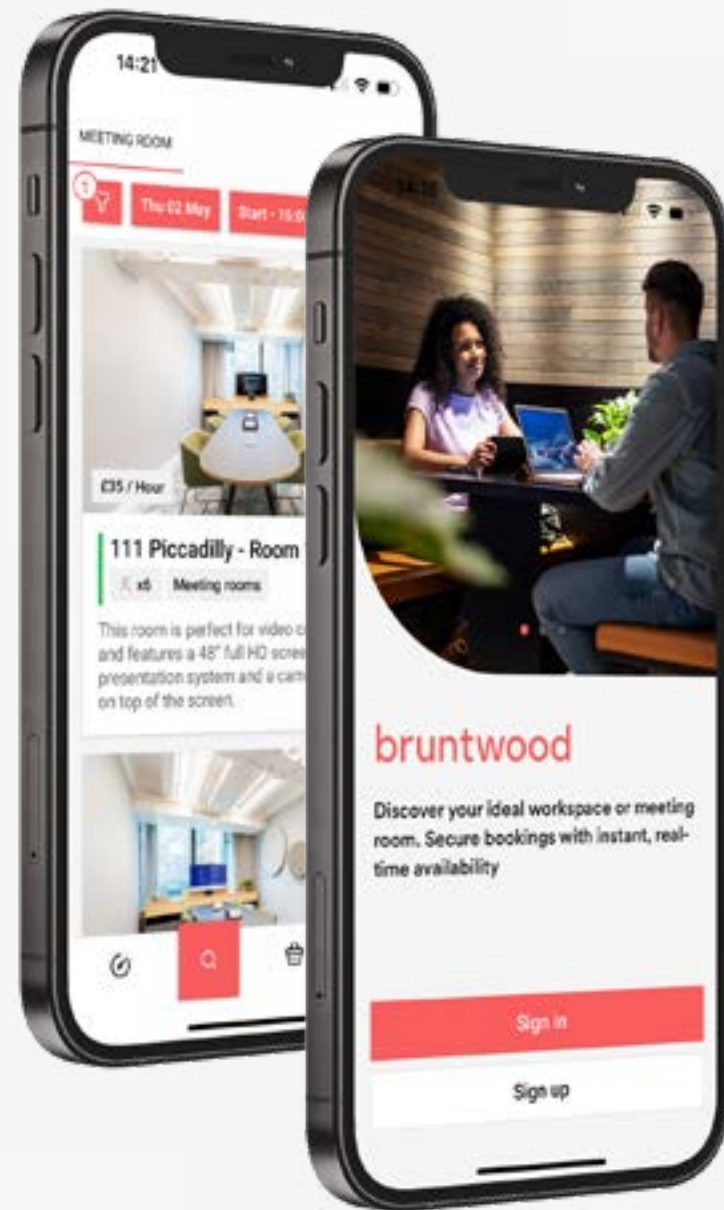 14:21
MEETING ROOM
1
Thu 02 May
Start - 15:0
£35 / Hour
111 Piccadilly - Room
x6
Meeting rooms
This room is perfect for video c
and features a 48" full HD scree
presentation system and a cam
on top of the screen.
bruntwood
Discover your ideal workspace or meeting
room. Secure bookings with instant, real-
time availability
Sign in
Sign up